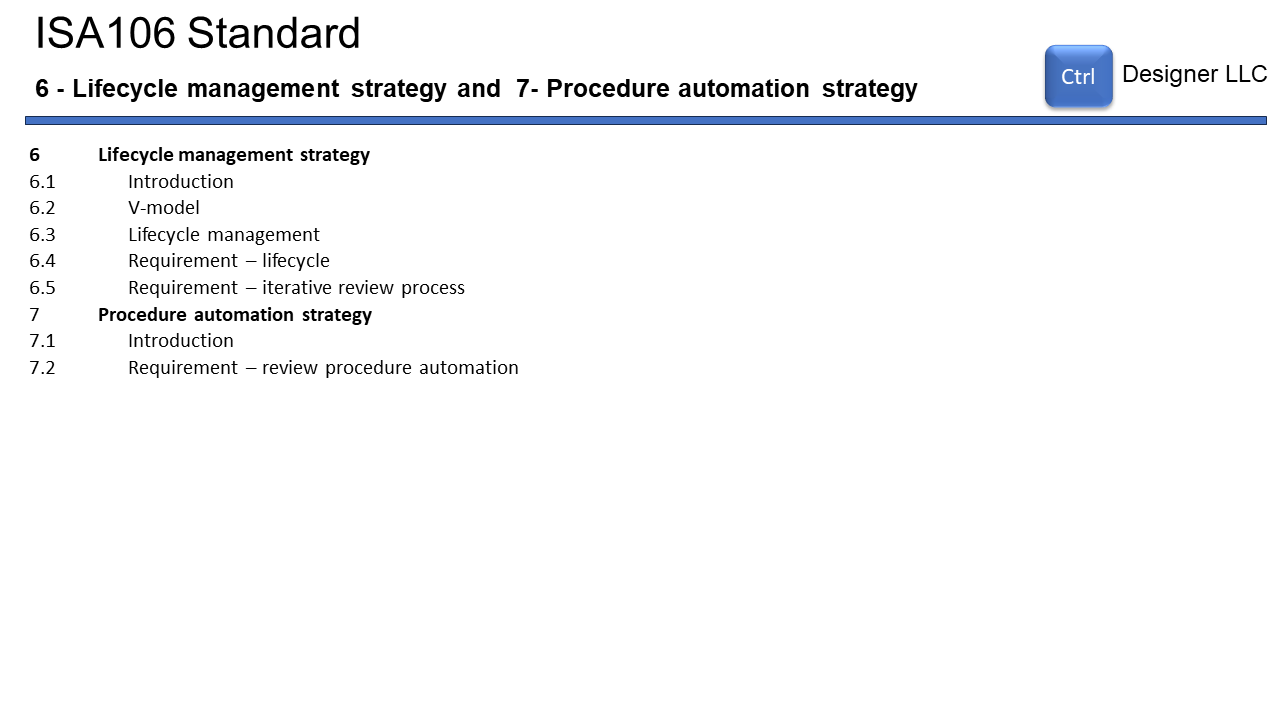 ISA106 Standard
6 - Lifecycle management strategy and 7- Procedure automation strategy
Ctrl Designer LLC
6 Lifecycle management strategy
6.1 Introduction
6.2 V-model
6.3 Lifecycle management
6.4 Requirement – lifecycle
6.5 Requirement – iterative review process
7 Procedure automation strategy
7.1 Introduction
7.2 Requirement – review procedure automation